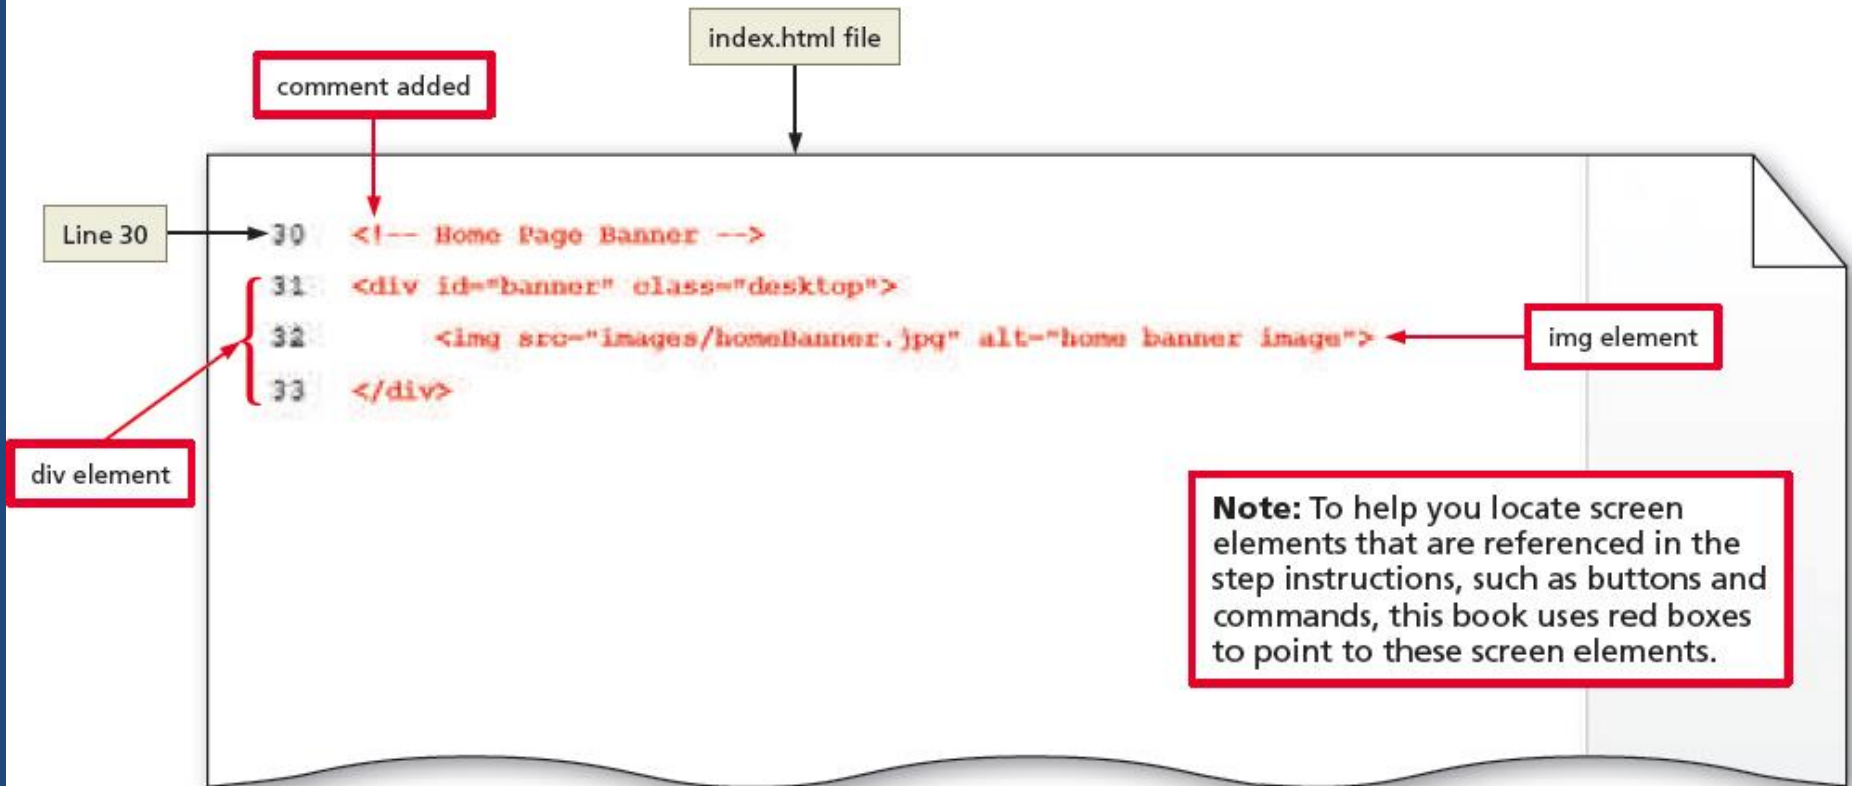 index.html file
comment added
Line 30
30 <!-- Home Page Banner -->
31 <div id="banner" class="desktop">
32 <img src="images/homeBanner.jpg" alt="home banner image">
img element
33 </div>
div element
Note: To help you locate screen
elements that are referenced in the
step instructions, such as buttons and
commands, this book uses red boxes
to point to these screen elements.